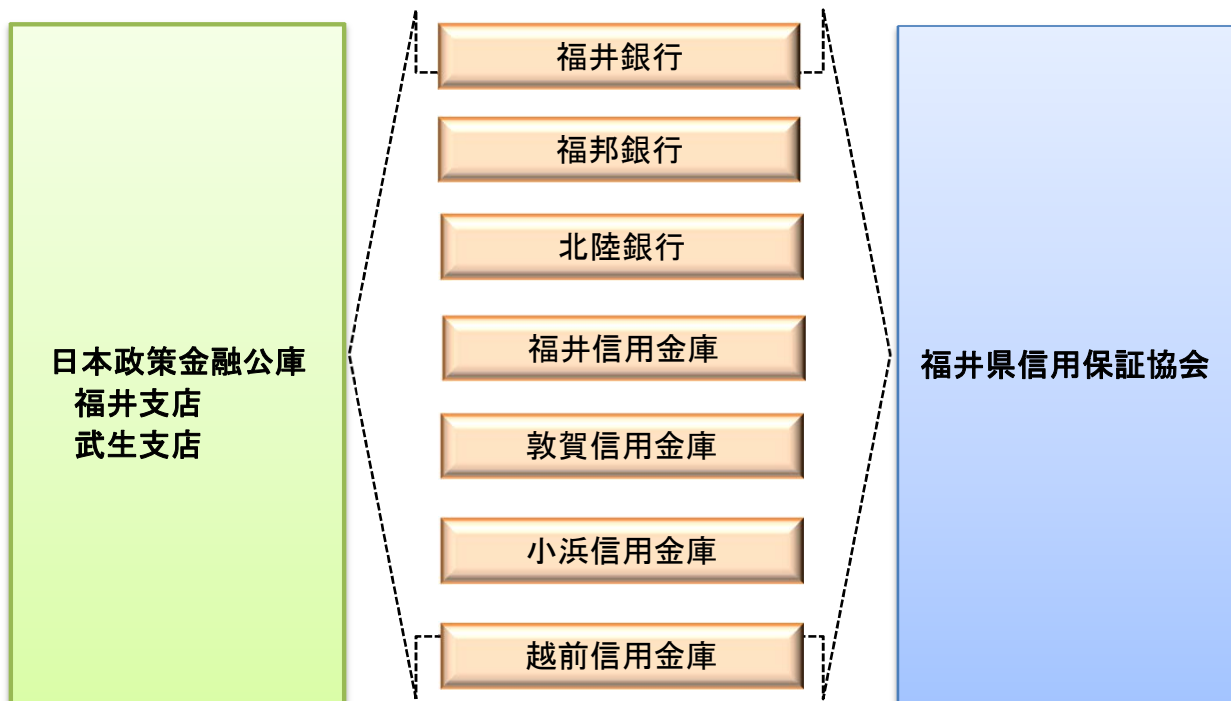 日本政策金融公庫
福井支店
武生支店
福井銀行
福邦銀行
北陸銀行
福井信用金庫
敦賀信用金庫
小浜信用金庫
越前信用金庫
福井県信用保証協会